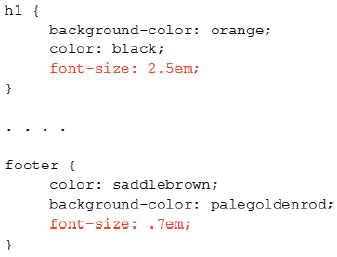 h1 {
background-color: orange;
color: black;
font-size: 2.5em;
}
. . . .
footer {
color: saddlebrown;
background-color: palegoldenrod;
font-size: .7em;
}